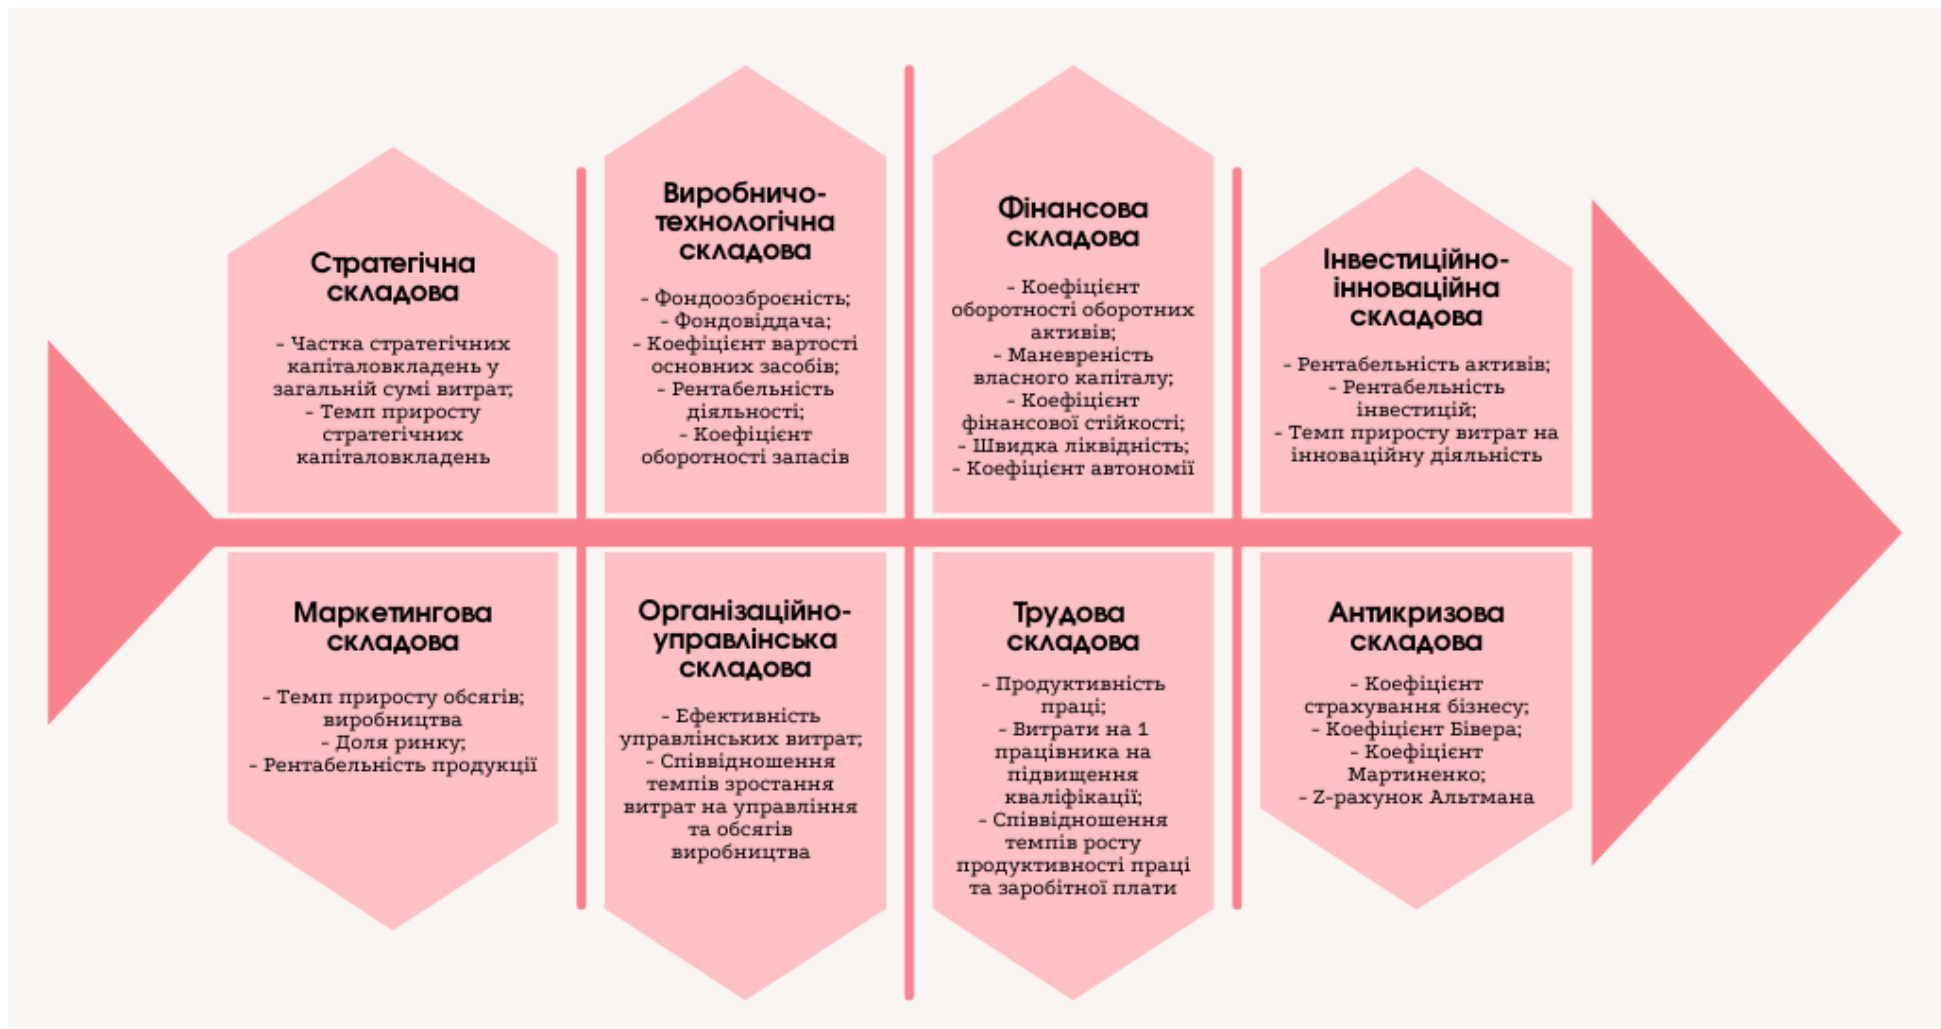 Стратегічна
складова
- Частка стратегічних
капіталовкладень у
загальній сумі витрат;
- Темп приросту
стратегічних
капіталовкладень
Виробничо-
технологічна
складова
- Фондоозброєність;
- Фондовіддача;
- Коефіцієнт вартості
основних засобів;
- Рентабельність
діяльності;
- Коефіцієнт
оборотності запасів
Фінансова
складова
- Коефіцієнт
оборотності оборотних
активів;
- Маневреність
власного капіталу;
- Коефіцієнт
фінансової стійкості;
- Швидка ліквідність;
- Коефіцієнт автономії
Інвестиційно-
інноваційна
складова
- Рентабельність активів;
- Рентабельність
інвестицій;
- Темп приросту витрат на
інноваційну діяльність
Маркетингова
складова
- Темп приросту обсягів;
виробництва
- Доля ринку;
- Рентабельність продукції
Організаційно-
управлінська
складова
- Ефективність
управлінських витрат;
- Співвідношення
темпів зростання
витрат на управління
та обсягів
виробництва
Трудова
складова
- Продуктивність
праці;
- Витрати на 1
працівника на
підвищення
кваліфікації;
- Співвідношення
темпів росту
продуктивності праці
та заробітної плати
Антикризова
складова
- Коефіцієнт
страхування бізнесу;
- Коефіцієнт Бівера;
- Коефіцієнт
Мартиненко;
- Z-рахунок Альтмана